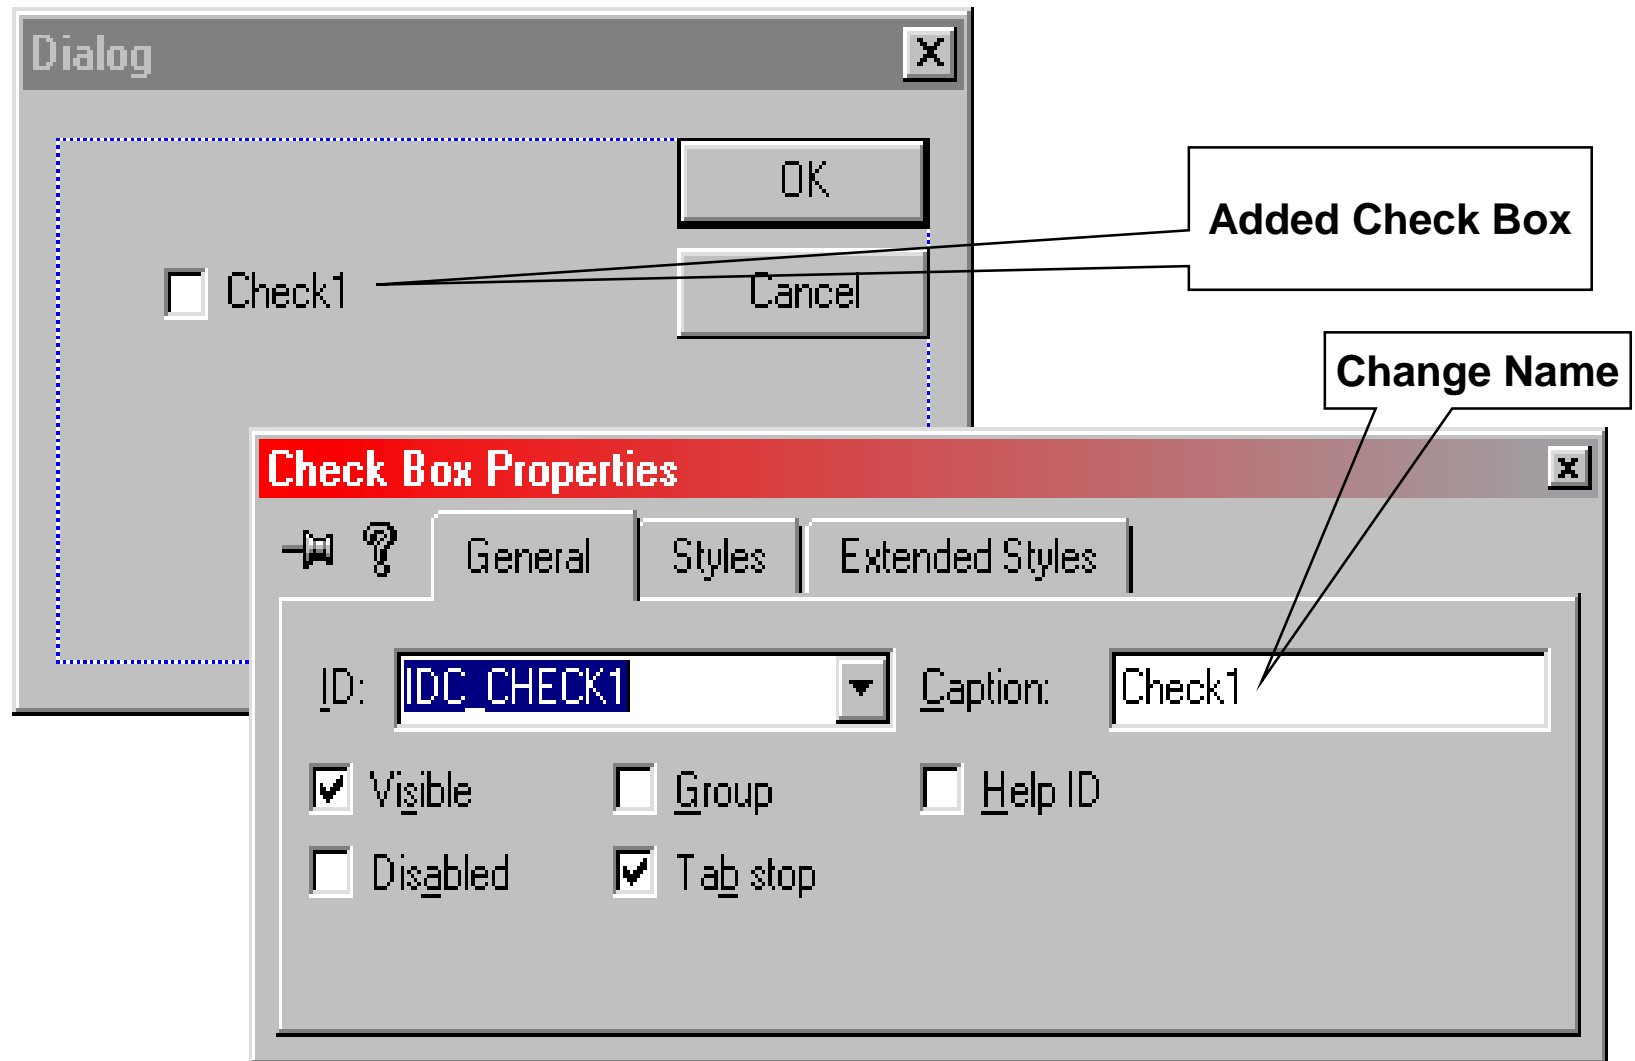 Dialog
OK
Added Check Box
Check1
Cancel
Change Name
Check Box Properties
General Styles Extended Styles
ID: IDC_CHECK1 Caption: Check1
Visible Group Help ID
Disabled Tab stop